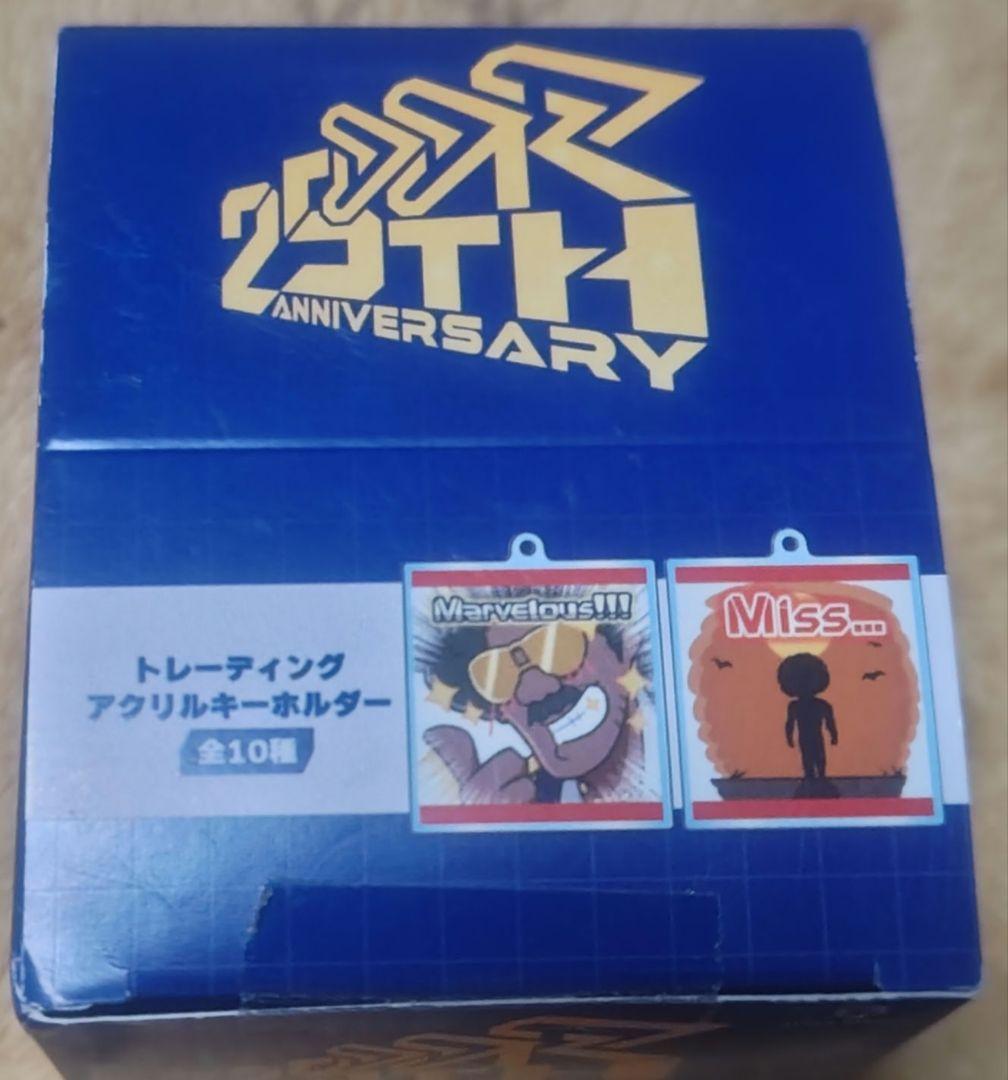 25TH
ANNIVERSARY
Marvelous!!!
Miss...
トレーディング
アクリルキーホルダー
全10種